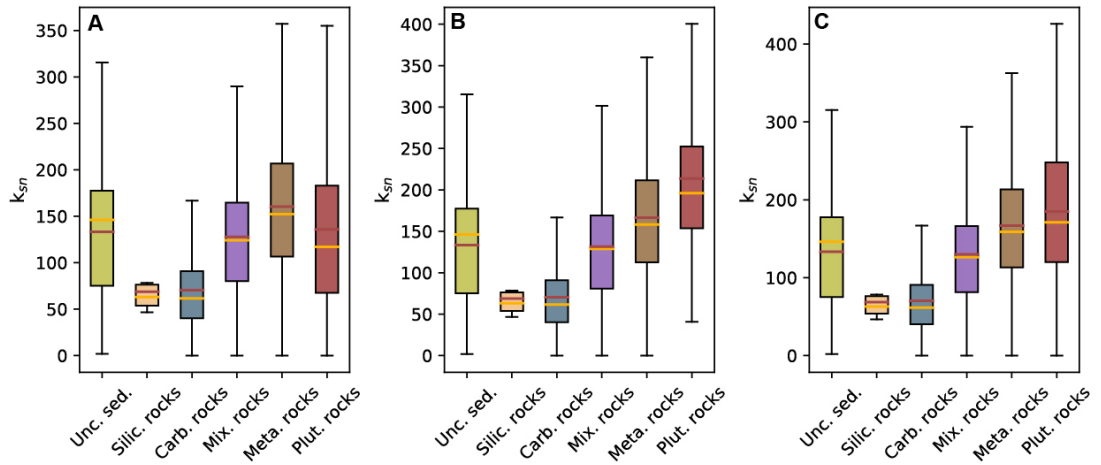 A
350
300
250
200
150
100
50
0
ksn
Unc. sed.
Silic. rocks
Carb. rocks
Mix. rocks
Meta. rocks
Plut. rocks
B
400
350
300
250
200
150
100
50
0
ksn
Unc. sed.
Silic. rocks
Carb. rocks
Mix. rocks
Meta. rocks
Plut. rocks
C
400
300
200
100
0
ksn
Unc. sed.
Silic. rocks
Carb. rocks
Mix. rocks
Meta. rocks
Plut. rocks